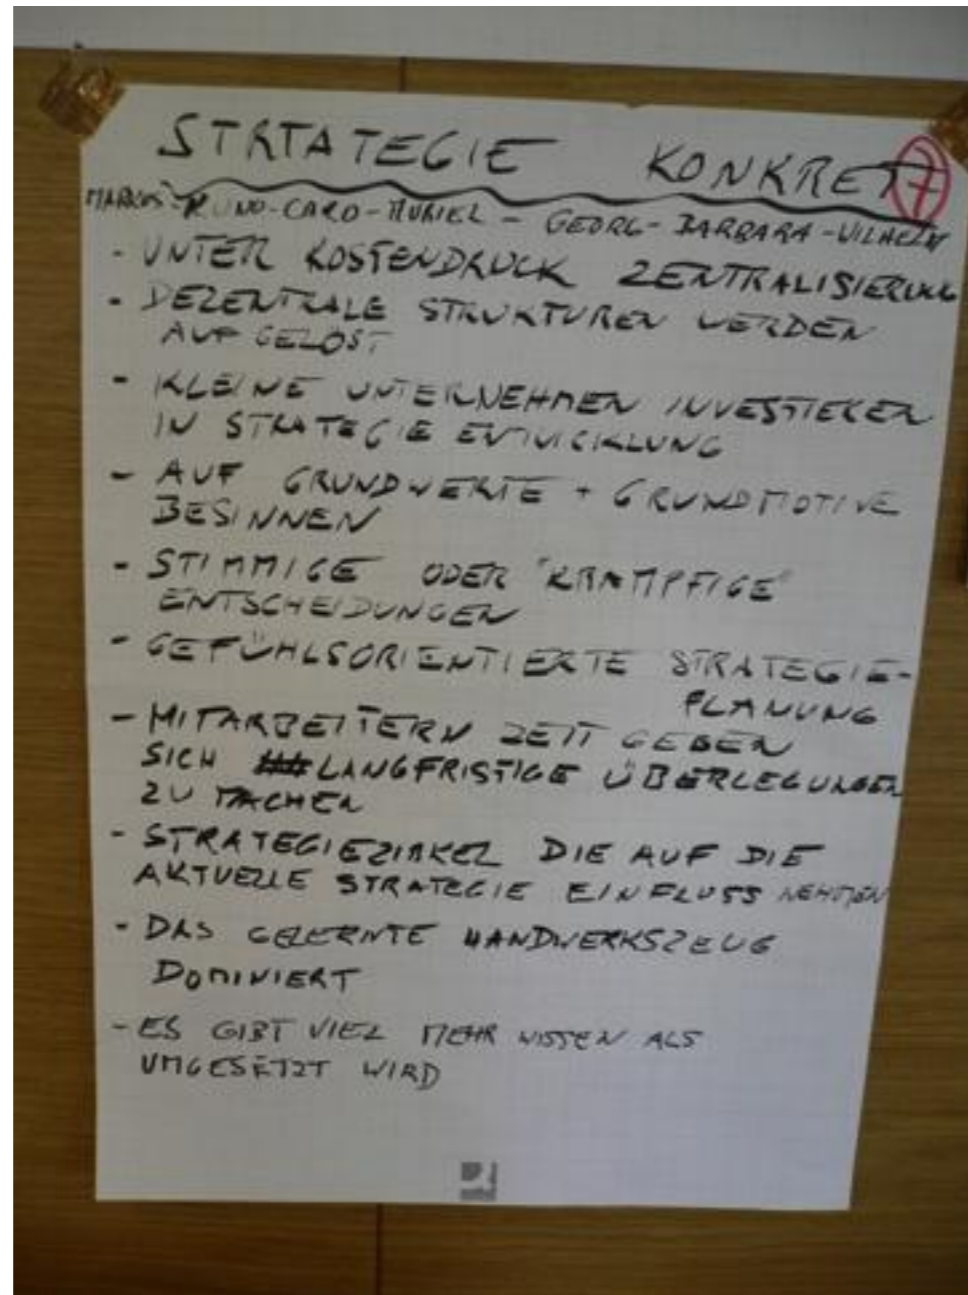 STRTATEGIE KONKRET
7
MARKUS - KUNO - CARO - MURIEL - GEORG - BARBARA - WILHELM
- UNTER KOSTENDRUCK ZENTRALISIERUNG
- DEZENTRALE STRUKTUREN WERDEN
AUFGELÖST
- KLEINE UNTERNEHMEN INVESTIEREN
IN STRATEGIE ENTWICKLUNG
- AUF GRUNDWERTE + GRUNDMOTIVE
BESINNEN
- STIMMIGE ODER "KRAMPFIGE"
ENTSCHEIDUNGEN
- GEFÜHLSORIENTIERTE STRATEGIE-
PLANUNG
- MITARBEITERN ZEIT GEBEN
SICH LANGFRISTIGE ÜBERLEGUNGEN
ZU MACHEN
- STRATEGIEZIRKEL DIE AUF DIE
AKTUELLE STRATEGIE EINFLUSS NEHMEN
- DAS GELERNTE HANDWERKSZEUG
DOMINIERT
- ES GIBT VIEL MEHR WISSEN ALS
UMGESETZT WIRD